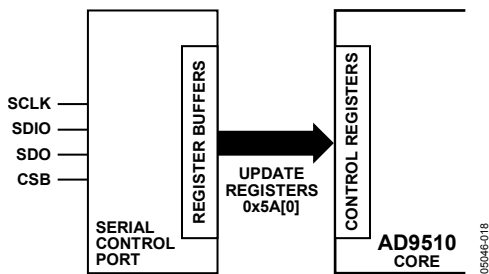 SCLK
SDIO
SDO
CSB
SERIAL
CONTROL
PORT
REGISTER BUFFERS
UPDATE
REGISTERS
0x5A[0]
CONTROL REGISTERS
AD9510
CORE
05046-018